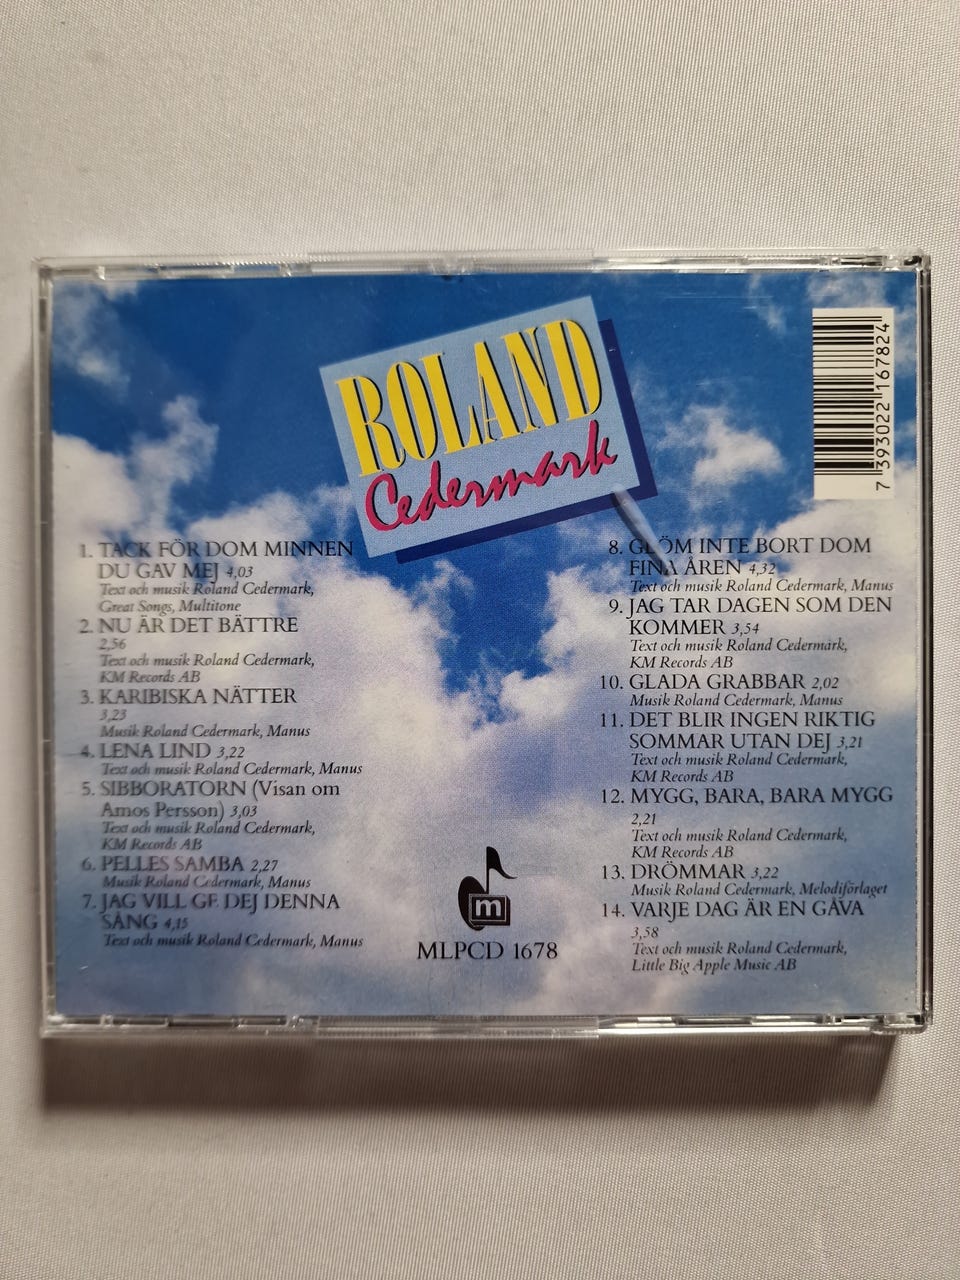 ROLAND
Cedermark
7 393022 167824
1. TACK FÖR DOM MINNEN
DU GAV MEJ 4,03
Text och musik Roland Cedermark,
Great Songs, Multitone
2. NU ÄR DET BÄTTRE
2,56
Text och musik Roland Cedermark,
KM Records AB
3. KARIBISKA NÄTTER
3,23
Musik Roland Cedermark, Manus
4. LENA LIND 3,22
Text och musik Roland Cedermark, Manus
5. SIBBORATORN (Visan om
Amos Persson) 3,03
Text och musik Roland Cedermark,
KM Records AB
6. PELLES SAMBA 2,27
Musik Roland Cedermark, Manus
7. JAG VILL GE DEJ DENNA
SÅNG 4,15
Text och musik Roland Cedermark, Manus
8. GLÖM INTE BORT DOM
FINA ÅREN 4,32
Text och musik Roland Cedermark, Manus
9. JAG TAR DAGEN SOM DEN
KOMMER 3,54
Text och musik Roland Cedermark,
KM Records AB
10. GLADA GRABBAR 2,02
Musik Roland Cedermark, Manus
11. DET BLIR INGEN RIKTIG
SOMMAR UTAN DEJ 3,21
Text och musik Roland Cedermark,
KM Records AB
12. MYGG, BARA, BARA MYGG
2,21
Text och musik Roland Cedermark,
KM Records AB
13. DRÖMMAR 3,22
Musik Roland Cedermark, Melodiförlaget
14. VARJE DAG ÄR EN GÅVA
3,58
Text och musik Roland Cedermark,
Little Big Apple Music AB
m
MLPCD 1678